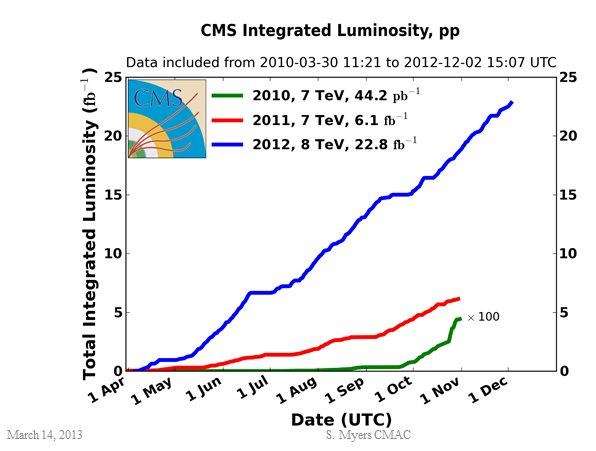 CMS Integrated Luminosity, pp
Data included from 2010-03-30 11:21 to 2012-12-02 15:07 UTC
CMS
2010, 7 TeV, 44.2 pb⁻¹
2011, 7 TeV, 6.1 fb⁻¹
2012, 8 TeV, 22.8 fb⁻¹
Total Integrated Luminosity (fb⁻¹)
25
20
15
10
5
0
25
20
15
10
5
0
× 100
1 Apr
1 May
1 Jun
1 Jul
1 Aug
1 Sep
1 Oct
1 Nov
1 Dec
Date (UTC)
March 14, 2013
S. Myers CMAC